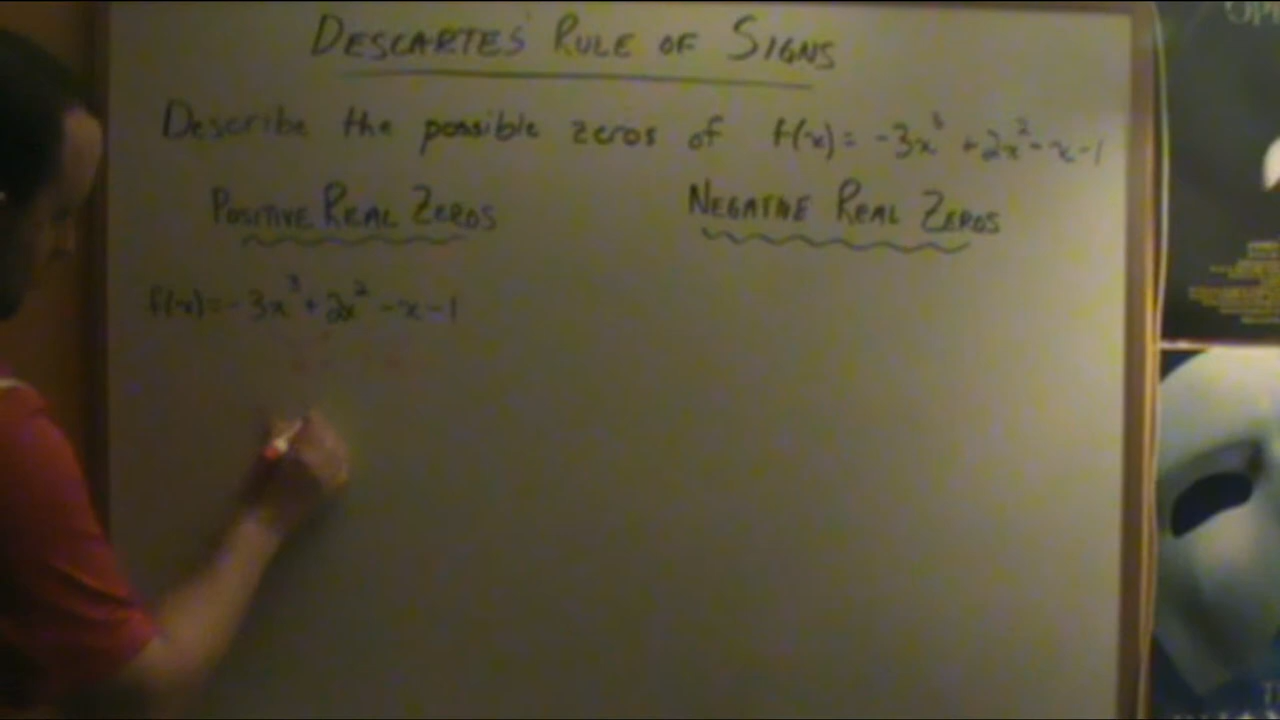 DESCARTES' RULE OF SIGNS
Describe the possible zeros of f(x) = -3x³ + 2x² - x - 1
POSITIVE REAL ZEROS
NEGATIVE REAL ZEROS
f(x) = -3x³ + 2x² - x - 1